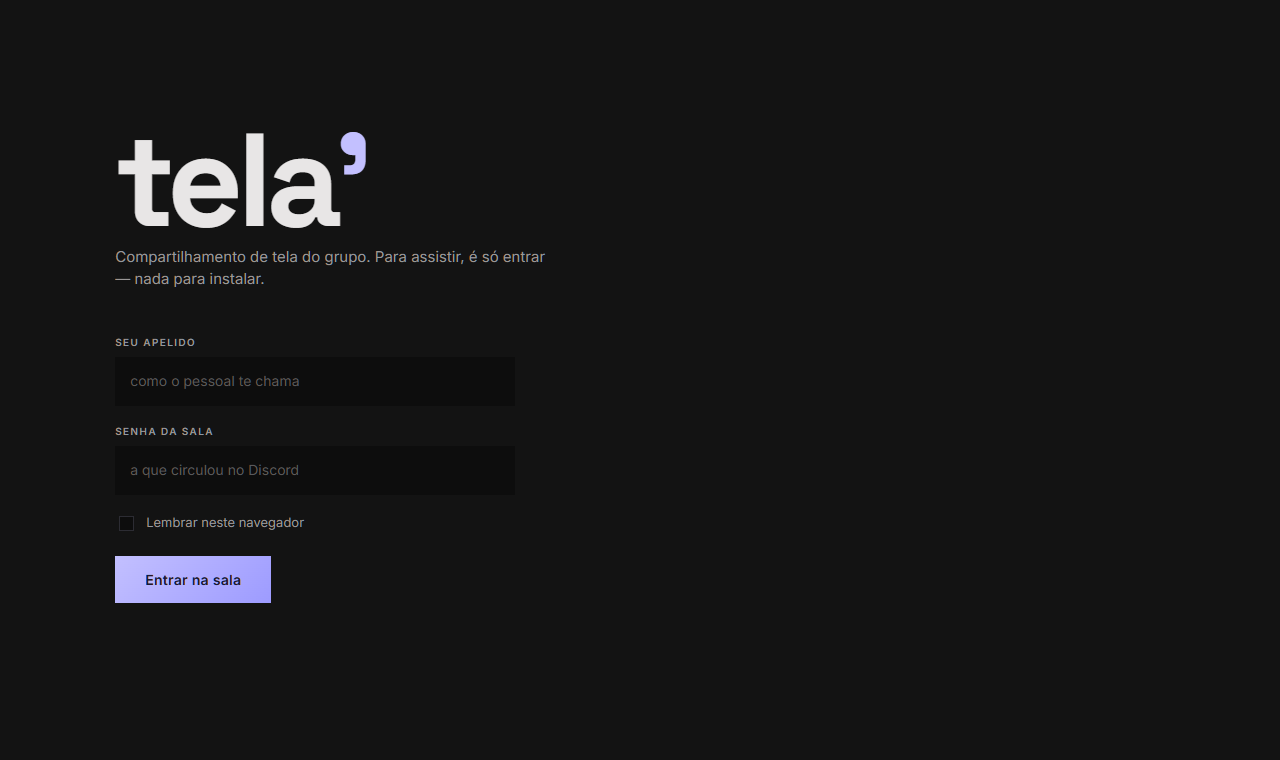 tela’
Compartilhamento de tela do grupo. Para assistir, é só entrar
— nada para instalar.
SEU APELIDO
como o pessoal te chama
SENHA DA SALA
a que circulou no Discord
Lembrar neste navegador
Entrar na sala